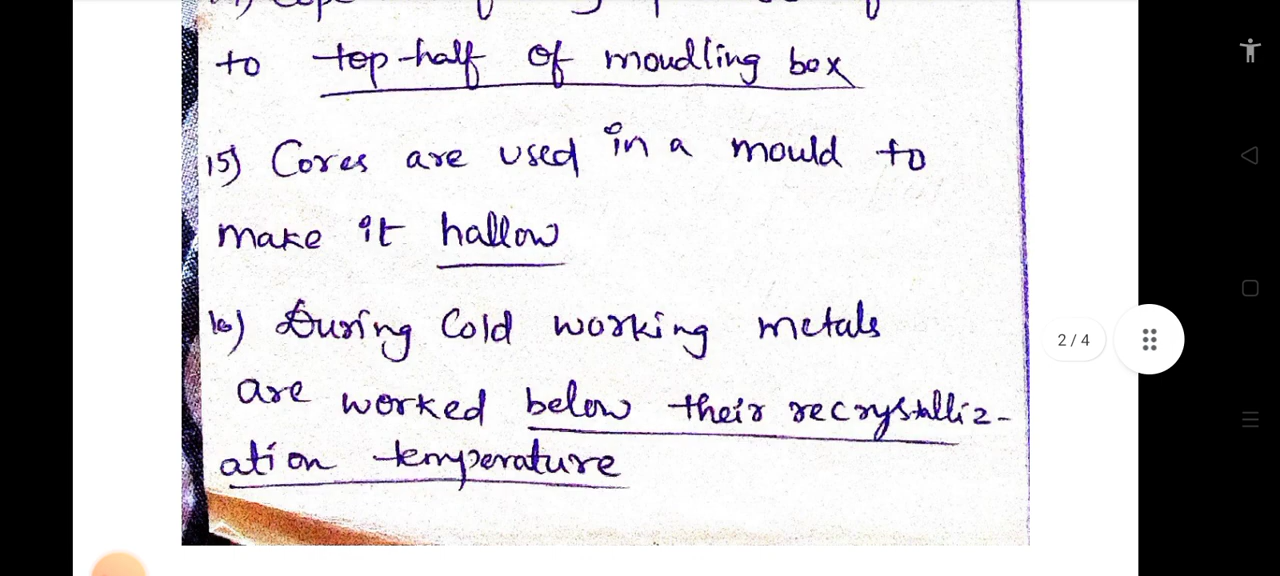 to top-half of moudling box
15) Cores are used in a mould to
make it hallow
16) During Cold working metals
are worked below their recrystalliz-
ation temperature
2/4